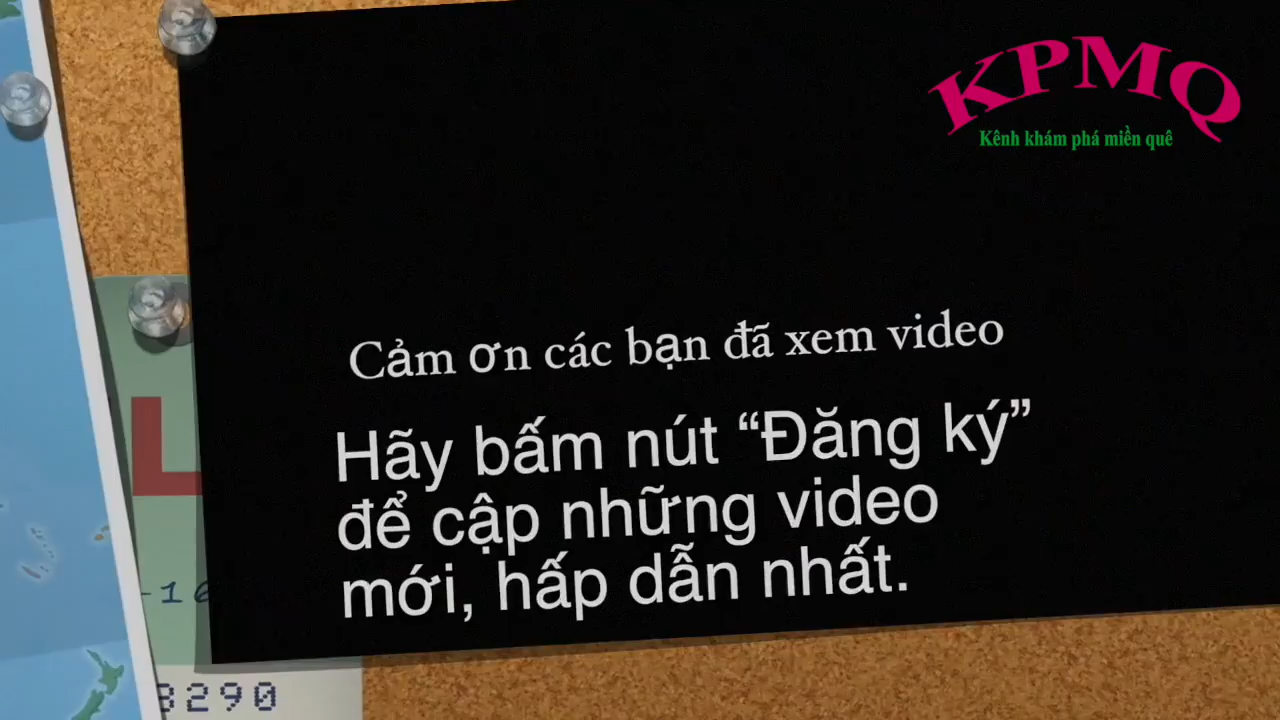 KPMQ
Kênh khám phá miền quê
Cảm ơn các bạn đã xem video
Hãy bấm nút “Đăng ký”
để cập những video
mới, hấp dẫn nhất.
L
-16
3290